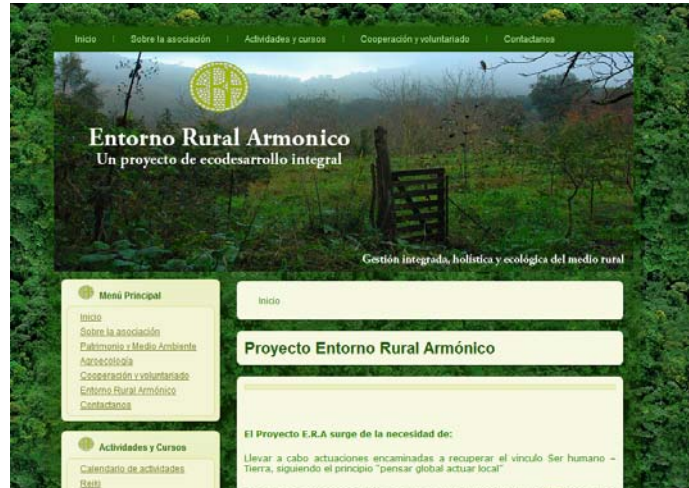 Inicio | Sobre la asociación | Actividades y cursos | Cooperación y voluntariado | Contactanos
Entorno Rural Armonico
Un proyecto de ecodesarrollo integral
Gestión integrada, holística y ecológica del medio rural
Menú Principal
Inicio
Sobre la asociación
Patrimonio y Medio Ambiente
Agroecología
Cooperación y voluntariado
Entorno Rural Armónico
Contactanos
Actividades y Cursos
Calendario de actividades
Reiki
Inicio
Proyecto Entorno Rural Armónico
El Proyecto E.R.A surge de la necesidad de:
Llevar a cabo actuaciones encaminadas a recuperar el vinculo Ser humano –
Tierra, siguiendo el principio "pensar global actuar local"